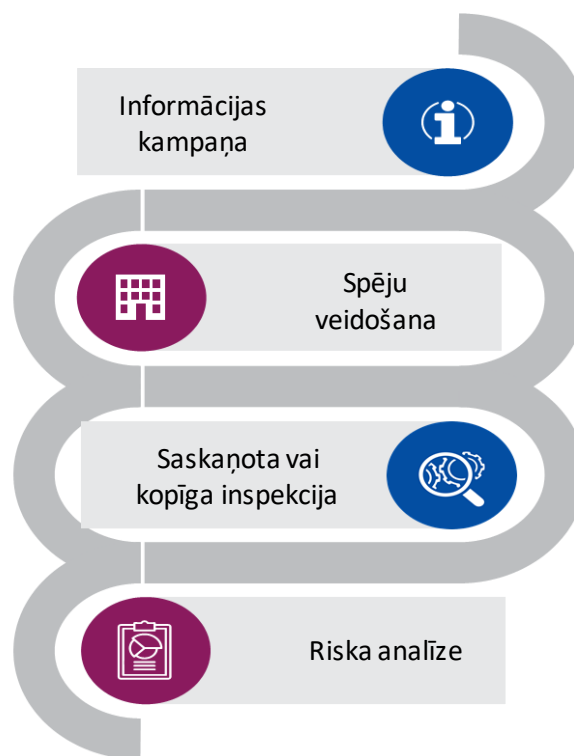 Informācijas
kampaņa
Spēju
veidošana
Saskaņota vai
kopīga inspekcija
Riska analīze